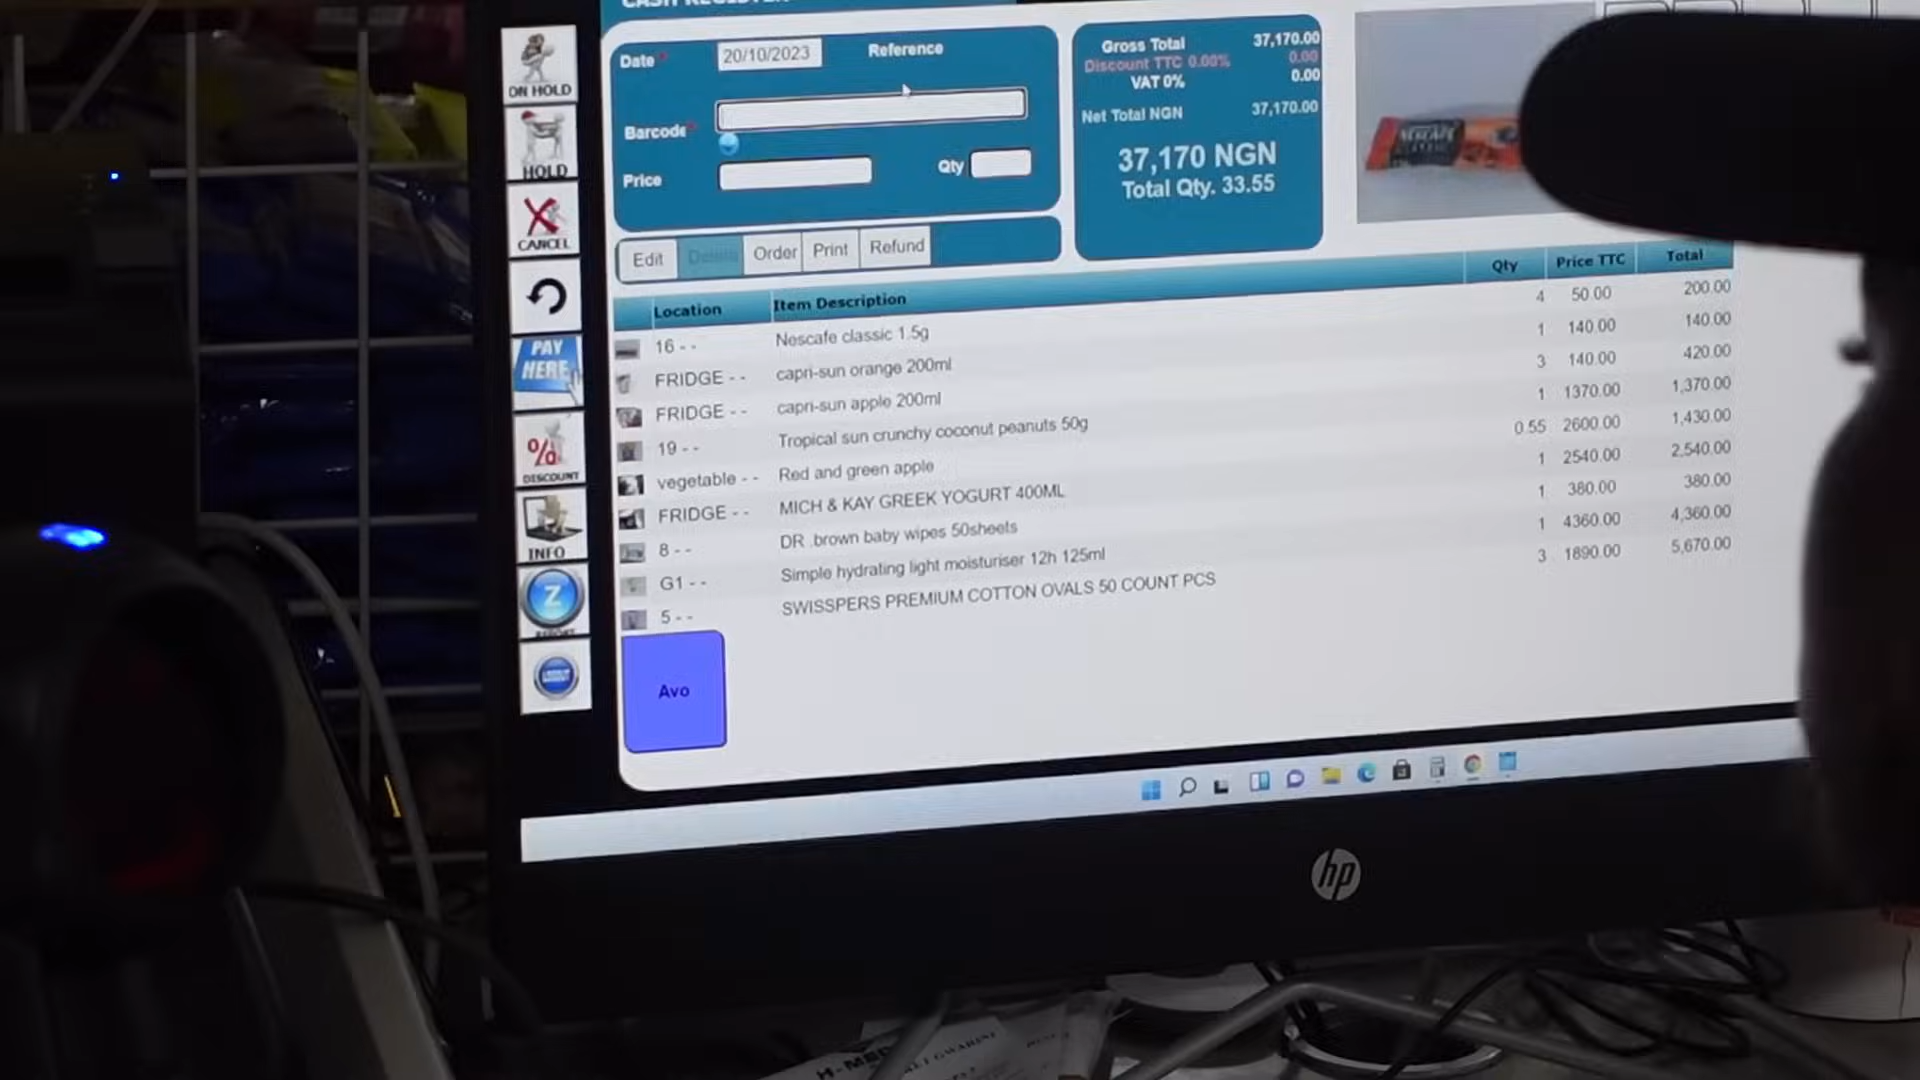 CASH REGISTER
ON HOLD
HOLD
CANCEL
PAY HERE
% DISCOUNT
INFO
Z REPORT
Date * 20/10/2023 Reference
Barcode *
Price Qty
Gross Total 37,170.00
Discount TTC 0.00% 0.00
VAT 0% 0.00
Net Total NGN 37,170.00
37,170 NGN
Total Qty. 33.55
NESCAFE
Edit Delete Order Print Refund
Location Item Description Qty Price TTC Total
16 - - Nescafe classic 1.5g 4 50.00 200.00
FRIDGE - - capri-sun orange 200ml 1 140.00 140.00
FRIDGE - - capri-sun apple 200ml 3 140.00 420.00
19 - - Tropical sun crunchy coconut peanuts 50g 1 1370.00 1,370.00
vegetable - - Red and green apple 0.55 2600.00 1,430.00
FRIDGE - - MICH & KAY GREEK YOGURT 400ML 1 2540.00 2,540.00
8 - - DR .brown baby wipes 50sheets 1 380.00 380.00
G1 - - Simple hydrating light moisturiser 12h 125ml 1 4360.00 4,360.00
5 - - SWISSPERS PREMIUM COTTON OVALS 50 COUNT PCS 3 1890.00 5,670.00
Avo
hp